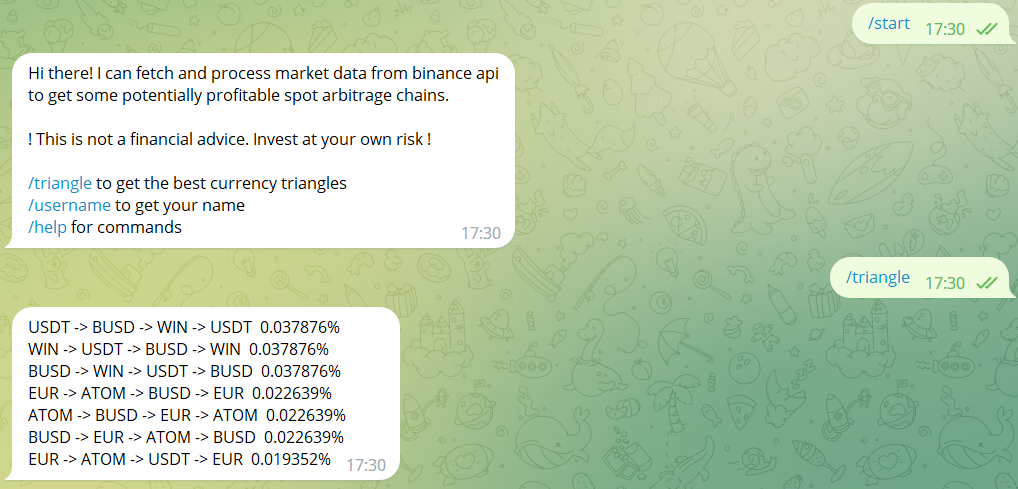 /start 17:30
Hi there! I can fetch and process market data from binance api
to get some potentially profitable spot arbitrage chains.
! This is not a financial advice. Invest at your own risk !
/triangle to get the best currency triangles
/username to get your name
/help for commands
17:30
/triangle 17:30
USDT -> BUSD -> WIN -> USDT 0.037876%
WIN -> USDT -> BUSD -> WIN 0.037876%
BUSD -> WIN -> USDT -> BUSD 0.037876%
EUR -> ATOM -> BUSD -> EUR 0.022639%
ATOM -> BUSD -> EUR -> ATOM 0.022639%
BUSD -> EUR -> ATOM -> BUSD 0.022639%
EUR -> ATOM -> USDT -> EUR 0.019352% 17:30